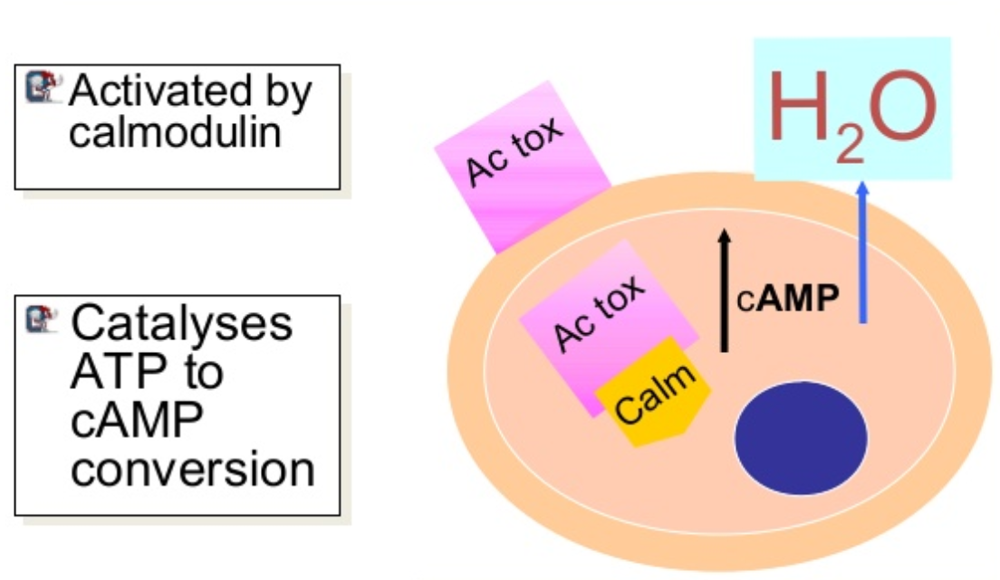 Activated by
calmodulin
Catalyses
ATP to
cAMP
conversion
Ac tox
H₂O
Ac tox
cAMP
Calm